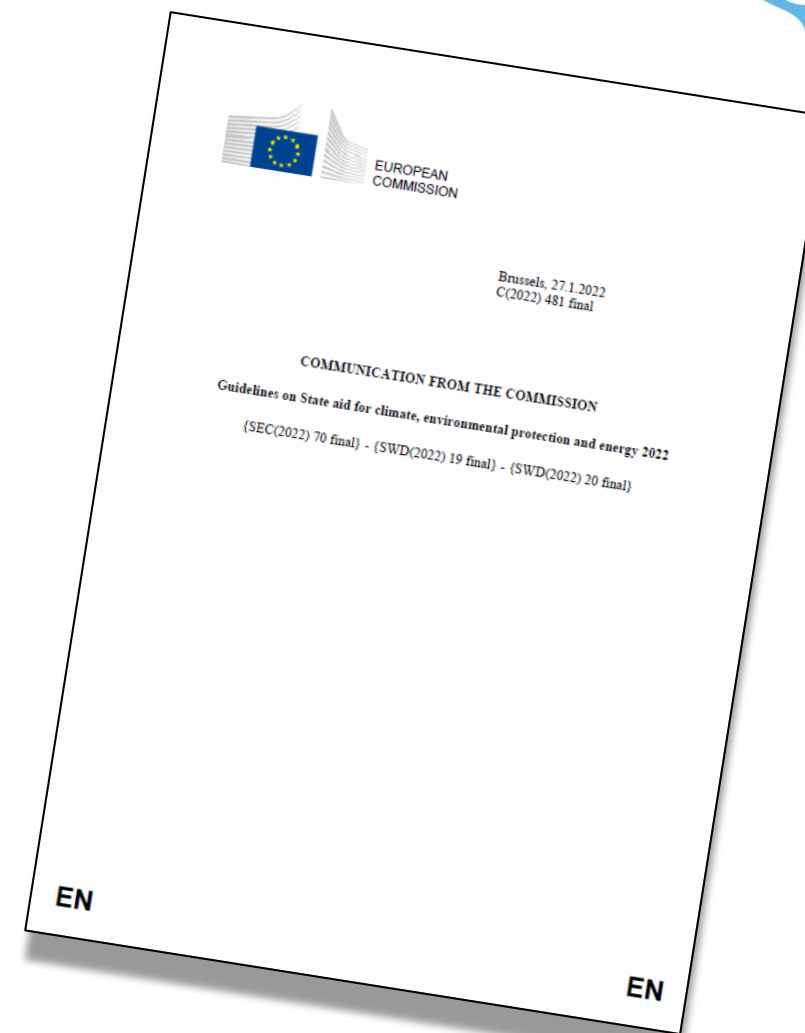 EUROPEAN
COMMISSION
Brussels, 27.1.2022
C(2022) 481 final
COMMUNICATION FROM THE COMMISSION
Guidelines on State aid for climate, environmental protection and energy 2022
{SEC(2022) 70 final} - {SWD(2022) 19 final} - {SWD(2022) 20 final}
EN
EN